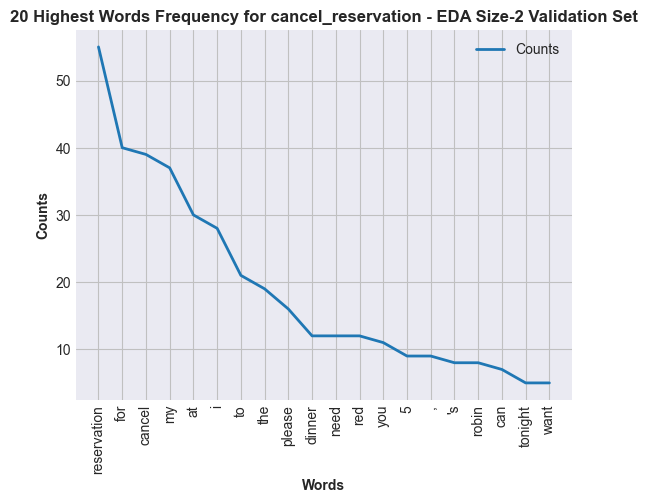 20 Highest Words Frequency for cancel_reservation - EDA Size-2 Validation Set
Counts
Counts
50
40
30
20
10
reservation
for
cancel
my
at
i
to
the
please
dinner
need
red
you
5
,
's
robin
can
tonight
want
Words